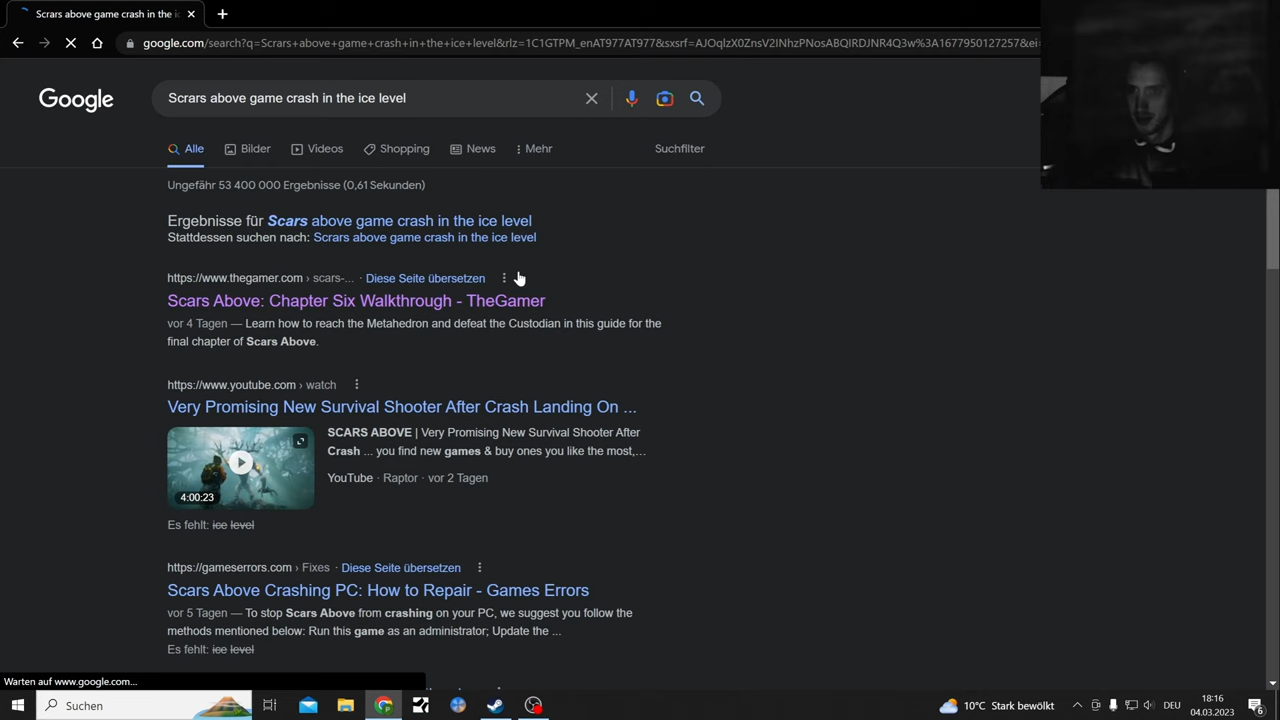 Scrars above game crash in the ic
google.com/search?q=Scrars+above+game+crash+in+the+ice+level&rlz=1C1GTPM_enAT977AT977&sxsrf=AJOqlzX0ZnsV2INhzPNosABQIRDJNR4Q3w%3A1677950127257&ei=
Google
Scrars above game crash in the ice level
Alle Bilder Videos Shopping News Mehr Suchfilter
Ungefähr 53 400 000 Ergebnisse (0,61 Sekunden)
Ergebnisse für Scars above game crash in the ice level
Stattdessen suchen nach: Scrars above game crash in the ice level
https://www.thegamer.com › scars-... · Diese Seite übersetzen
Scars Above: Chapter Six Walkthrough - TheGamer
vor 4 Tagen — Learn how to reach the Metahedron and defeat the Custodian in this guide for the
final chapter of Scars Above.
https://www.youtube.com › watch
Very Promising New Survival Shooter After Crash Landing On ...
SCARS ABOVE | Very Promising New Survival Shooter After
Crash ... you find new games & buy ones you like the most,...
YouTube · Raptor · vor 2 Tagen
4:00:23
Es fehlt: ice level
https://gameserrors.com › Fixes · Diese Seite übersetzen
Scars Above Crashing PC: How to Repair - Games Errors
vor 5 Tagen — To stop Scars Above from crashing on your PC, we suggest you follow the
methods mentioned below: Run this game as an administrator; Update the ...
Es fehlt: ice level
Warten auf www.google.com...
Suchen
10°C Stark bewölkt
DEU
18:16
04.03.2023
6